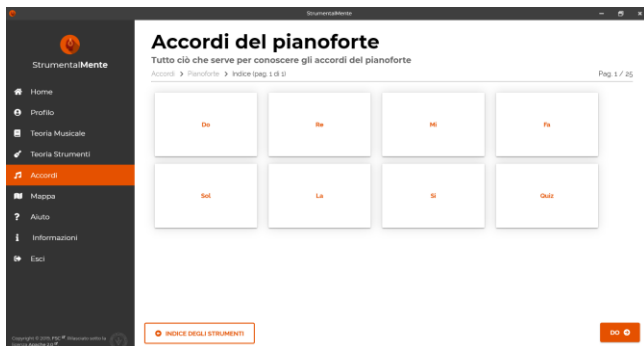 StrumentalMente
StrumentalMente
Home
Profilo
Teoria Musicale
Teoria Strumenti
Accordi
Mappa
Aiuto
Informazioni
Esci
Accordi del pianoforte
Tutto ciò che serve per conoscere gli accordi del pianoforte
Accordi > Pianoforte > Indice (pag. 1 di 1)
Pag. 1 / 25
Do
Re
Mi
Fa
Sol
La
Si
Quiz
INDICE DEGLI STRUMENTI
DO